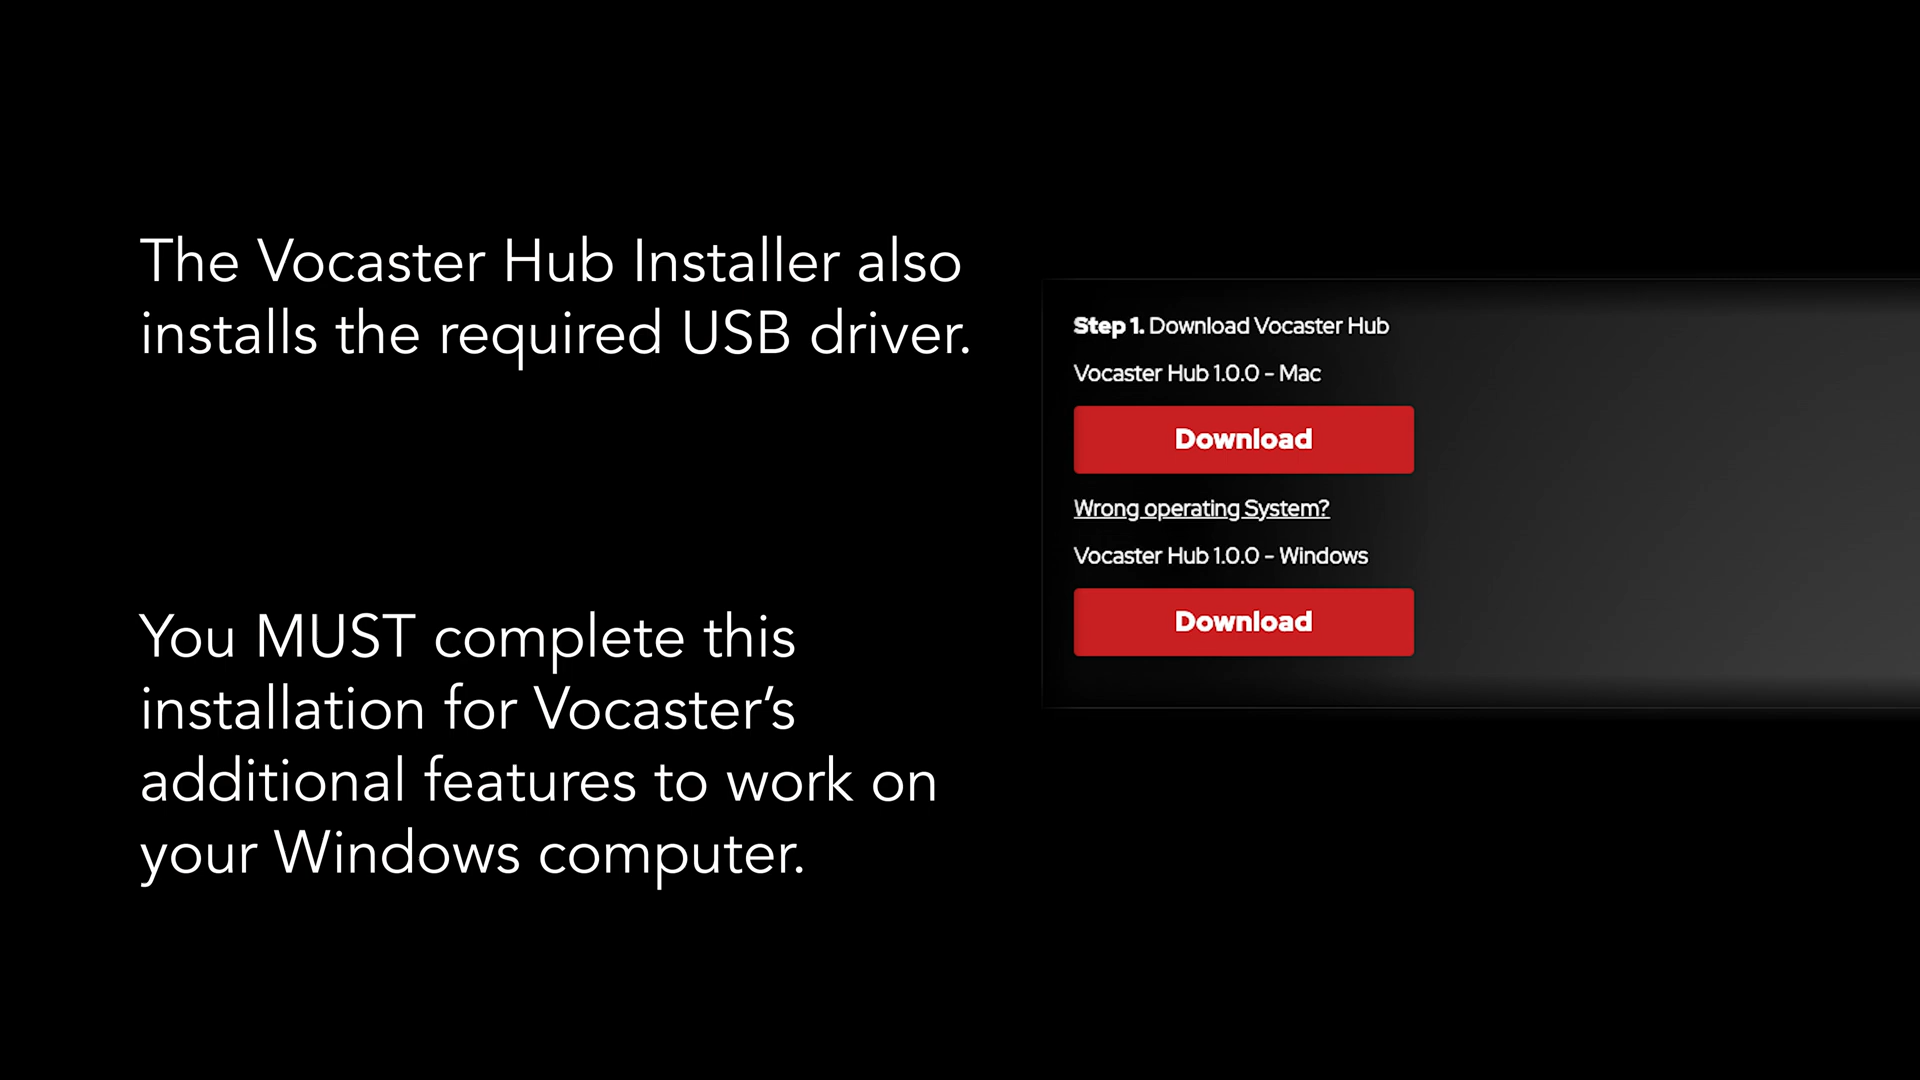 The Vocaster Hub Installer also
installs the required USB driver.
You MUST complete this
installation for Vocaster’s
additional features to work on
your Windows computer.
Step 1. Download Vocaster Hub
Vocaster Hub 1.0.0 - Mac
Download
Wrong operating System?
Vocaster Hub 1.0.0 - Windows
Download